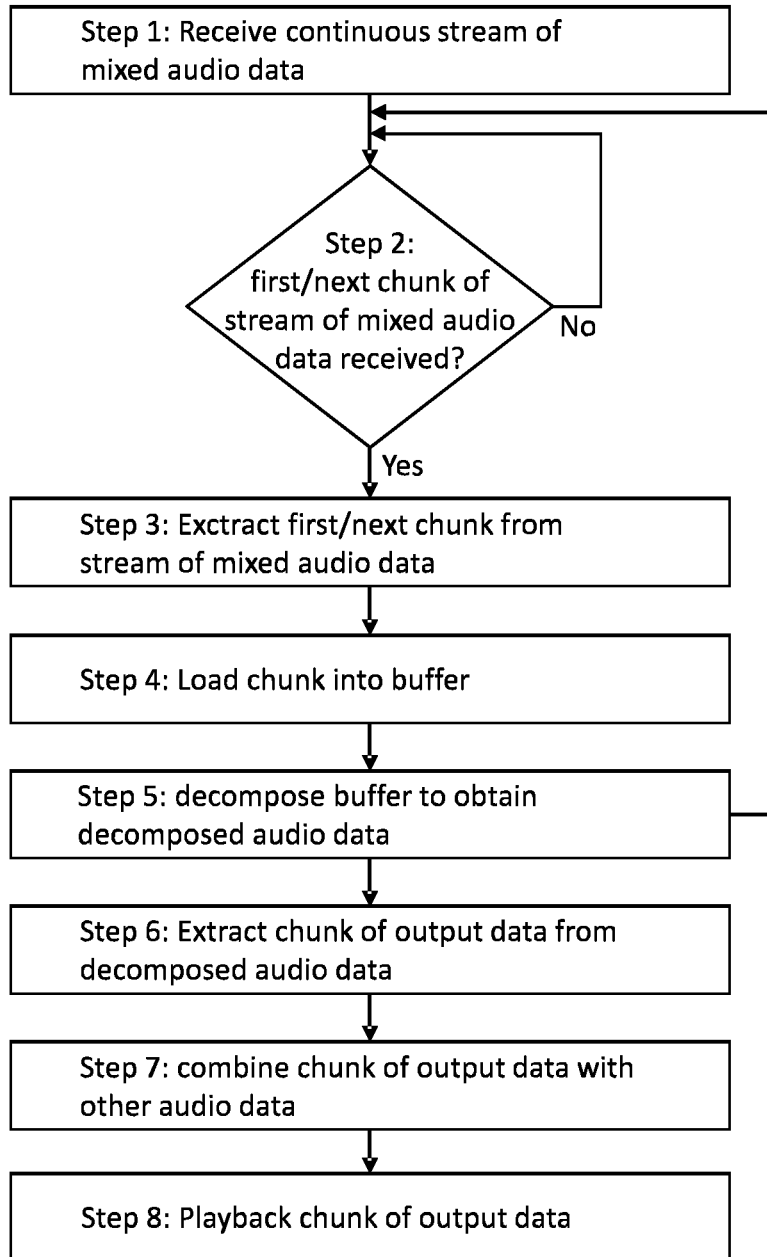 Step 1: Receive continuous stream of
mixed audio data
Step 2:
first/next chunk of
stream of mixed audio
data received?
No
Yes
Step 3: Exctract first/next chunk from
stream of mixed audio data
Step 4: Load chunk into buffer
Step 5: decompose buffer to obtain
decomposed audio data
Step 6: Extract chunk of output data from
decomposed audio data
Step 7: combine chunk of output data with
other audio data
Step 8: Playback chunk of output data